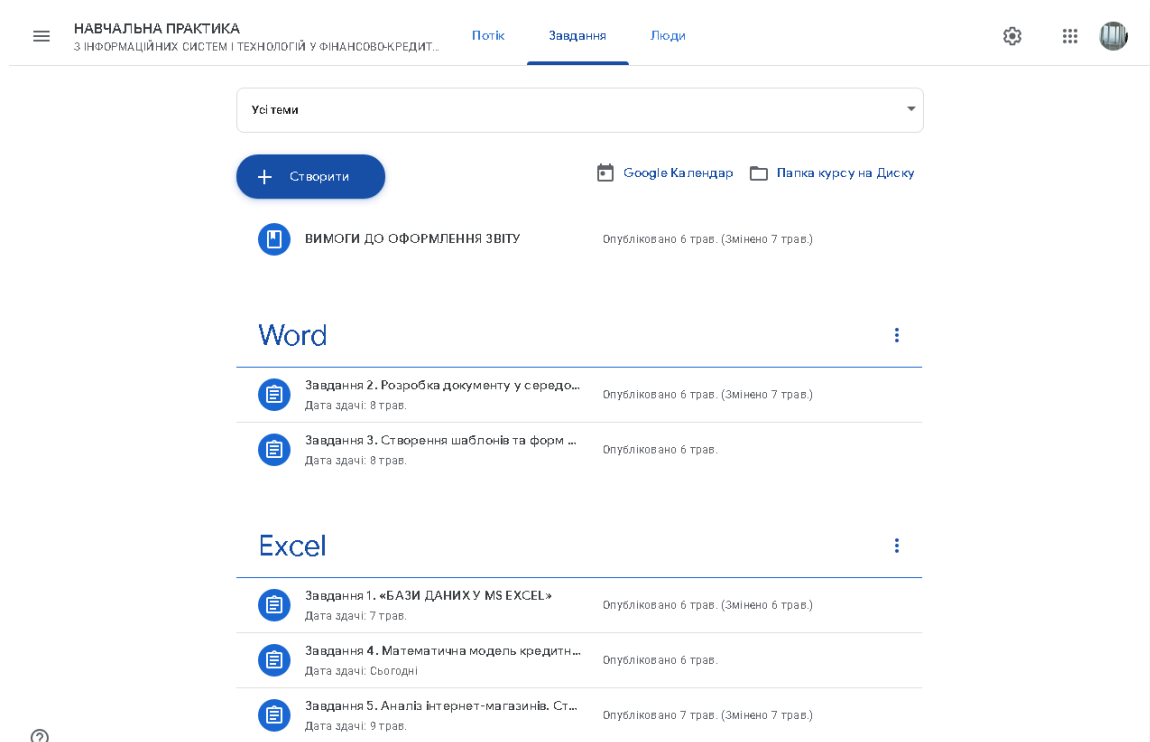 НАВЧАЛЬНА ПРАКТИКА
З ІНФОРМАЦІЙНИХ СИСТЕМ І ТЕХНОЛОГІЙ У ФІНАНСОВО-КРЕДИТ...
Потік
Завдання
Люди
Усі теми
Створити
Google Календар
Папка курсу на Диску
ВИМОГИ ДО ОФОРМЛЕННЯ ЗВІТУ
Опубліковано 6 трав. (Змінено 7 трав.)
Word
Завдання 2. Розробка документу у середо...
Опубліковано 6 трав. (Змінено 7 трав.)
Дата здачі: 8 трав.
Завдання 3. Створення шаблонів та форм ...
Опубліковано 6 трав.
Дата здачі: 8 трав.
Excel
Завдання 1. «БАЗИ ДАНИХ У MS EXCEL»
Опубліковано 6 трав. (Змінено 6 трав.)
Дата здачі: 7 трав.
Завдання 4. Математична модель кредитн...
Опубліковано 6 трав.
Дата здачі: Сьогодні
Завдання 5. Аналіз інтернет-магазинів. Ст...
Опубліковано 7 трав. (Змінено 7 трав.)
Дата здачі: 9 трав.